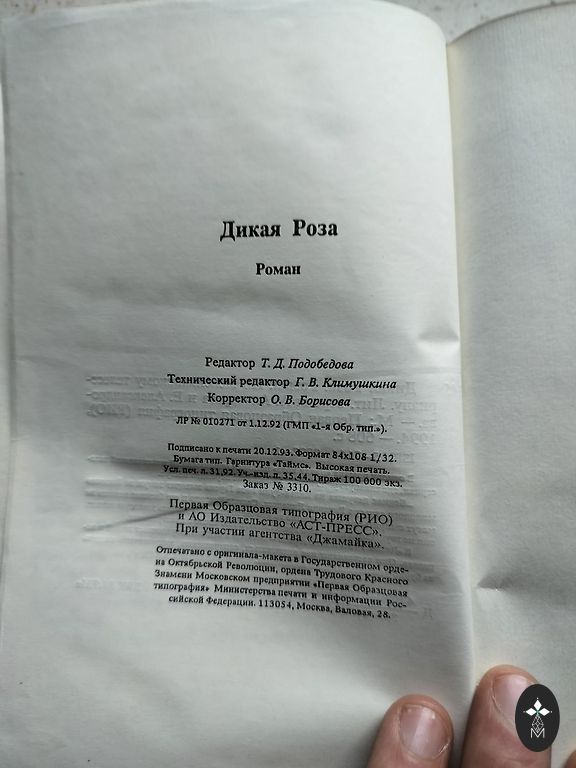 Дикая Роза
Роман
Редактор Т. Д. Подобедова
Технический редактор Г. В. Климушкина
Корректор О. В. Борисова
ЛР № 010271 от 1.12.92 (ГМП «1-я Обр. тип.»).
Подписано к печати 20.12.93. Формат 84х108 1/32.
Бумага тип. Гарнитура «Таймс». Высокая печать.
Усл. печ. л. 31,92. Уч.-изд. л. 35,44. Тираж 100 000 экз.
Заказ № 3310.
Первая Образцовая типография (РИО)
и АО Издательство «АСТ-ПРЕСС».
При участии агентства «Джамайка».
Отпечатано с оригинала-макета в Государственном орде-
на Октябрьской Революции, ордена Трудового Красного
Знамени Московском предприятии «Первая Образцовая
типография» Министерства печати и информации Рос-
сийской Федерации. 113054, Москва, Валовая, 28.